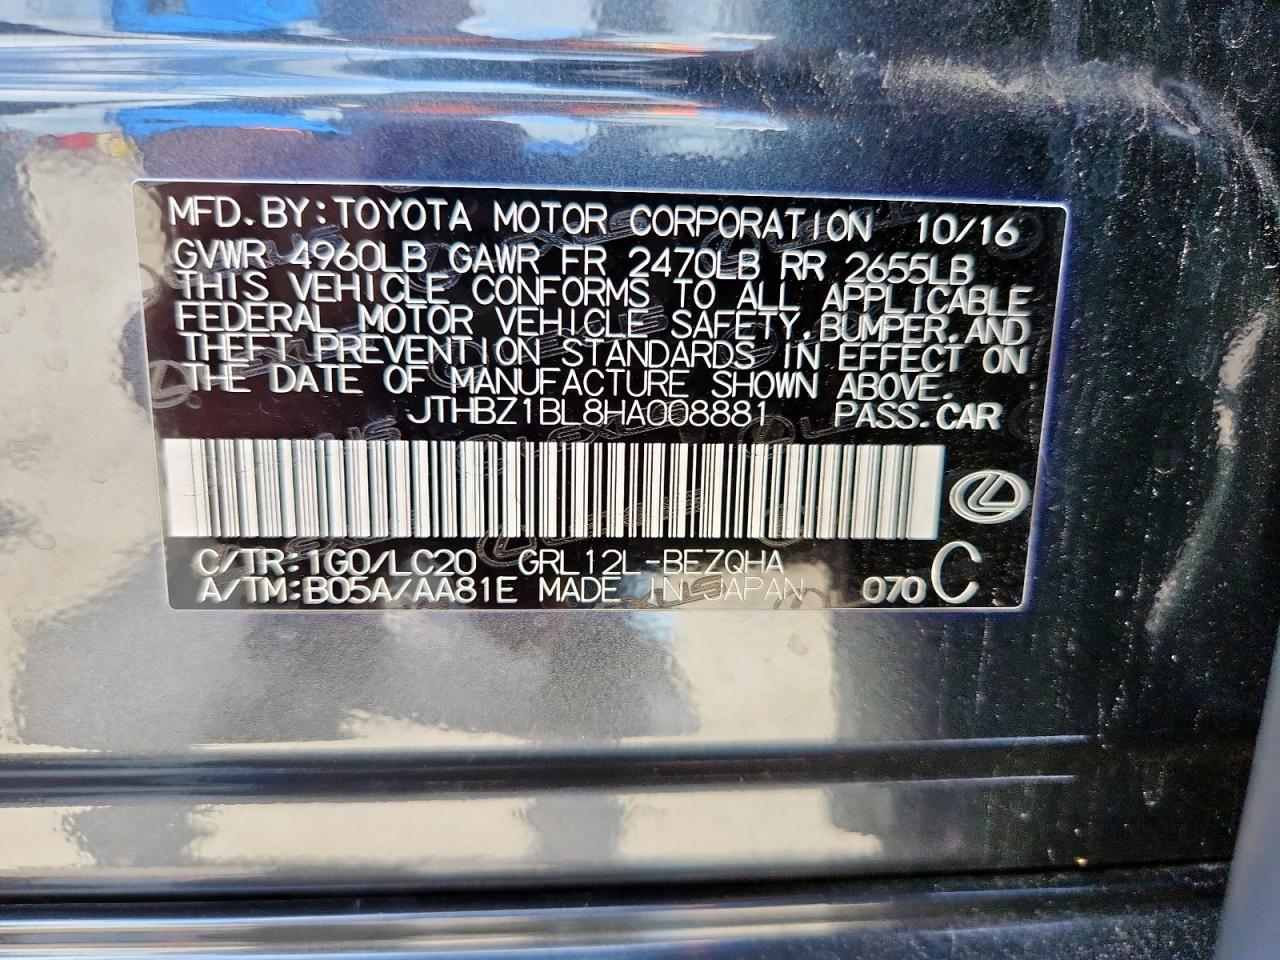 MFD.BY:TOYOTA MOTOR CORPORATION 10/16
GVWR 4960LB GAWR FR 2470LB RR 2655LB
THIS VEHICLE CONFORMS TO ALL APPLICABLE
FEDERAL MOTOR VEHICLE SAFETY,BUMPER,AND
THEFT PREVENTION STANDARDS IN EFFECT ON
THE DATE OF MANUFACTURE SHOWN ABOVE.
JTHBZ1BL8HA008881 PASS.CAR
C/TR:1G0/LC20 GRL12L-BEZQHA
A/TM:B05A/AA81E MADE IN JAPAN 070 C